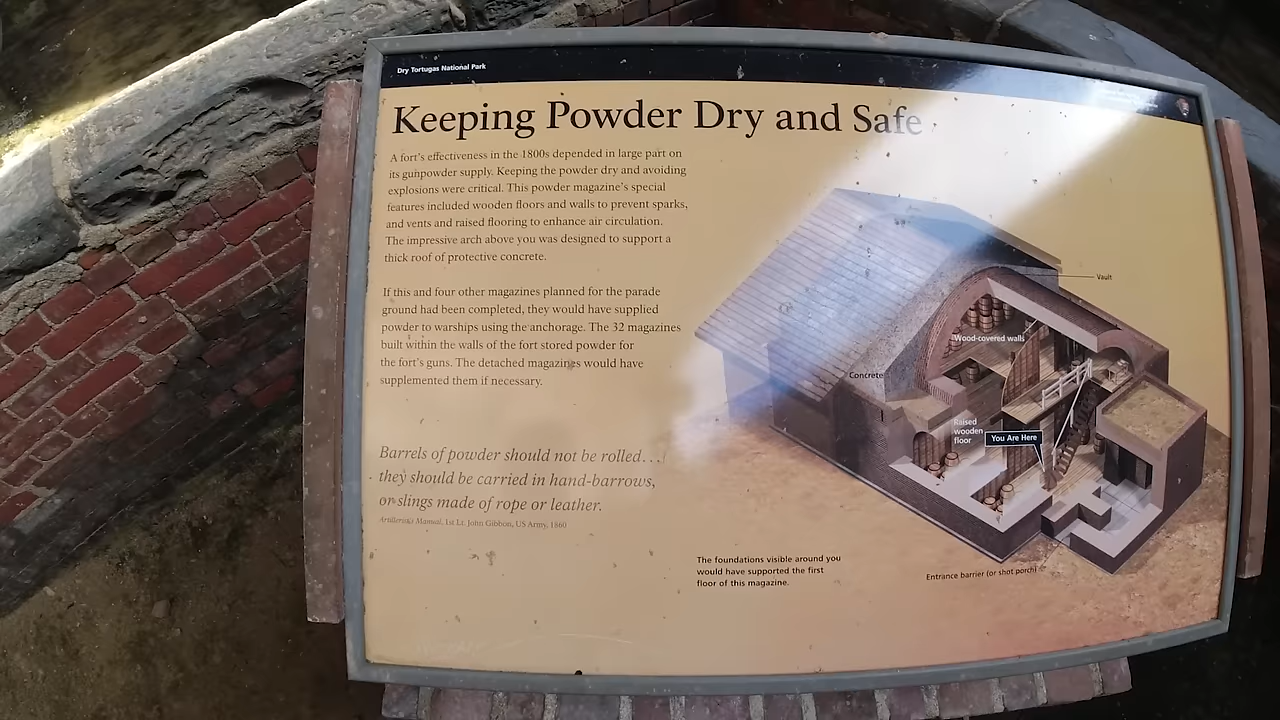 Dry Tortugas National Park
Keeping Powder Dry and Safe
A fort's effectiveness in the 1800s depended in large part on
its gunpowder supply. Keeping the powder dry and avoiding
explosions were critical. This powder magazine's special
features included wooden floors and walls to prevent sparks,
and vents and raised flooring to enhance air circulation.
The impressive arch above you was designed to support a
thick roof of protective concrete.
If this and four other magazines planned for the parade
ground had been completed, they would have supplied
powder to warships using the anchorage. The 32 magazines
built within the walls of the fort stored powder for
the fort's guns. The detached magazines would have
supplemented them if necessary.
Barrels of powder should not be rolled...
they should be carried in hand-barrows,
or slings made of rope or leather.
Artillerists Manual, 1st Lt. John Gibbon, US Army, 1860
Vault
Wood-covered walls
Concrete
Raised
wooden
floor
You Are Here
The foundations visible around you
would have supported the first
floor of this magazine.
Entrance barrier (or shot porch)